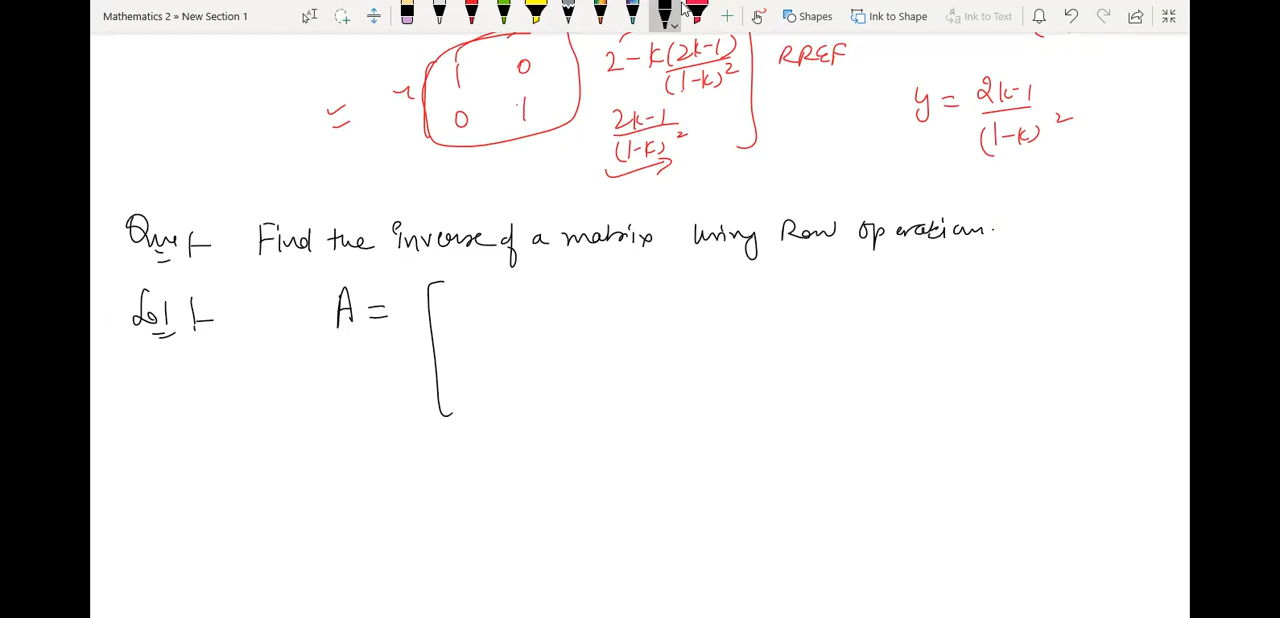 Mathematics 2 » New Section 1
Shapes
Ink to Shape
Ink to Text
1 0 2-k(2k-1)/(1-k)² RREF
0 1 2k-1/(1-k)²
y = 2k-1/(1-k)²
Que :- Find the inverse of a matrix using Row operation.
Sol :- A = [